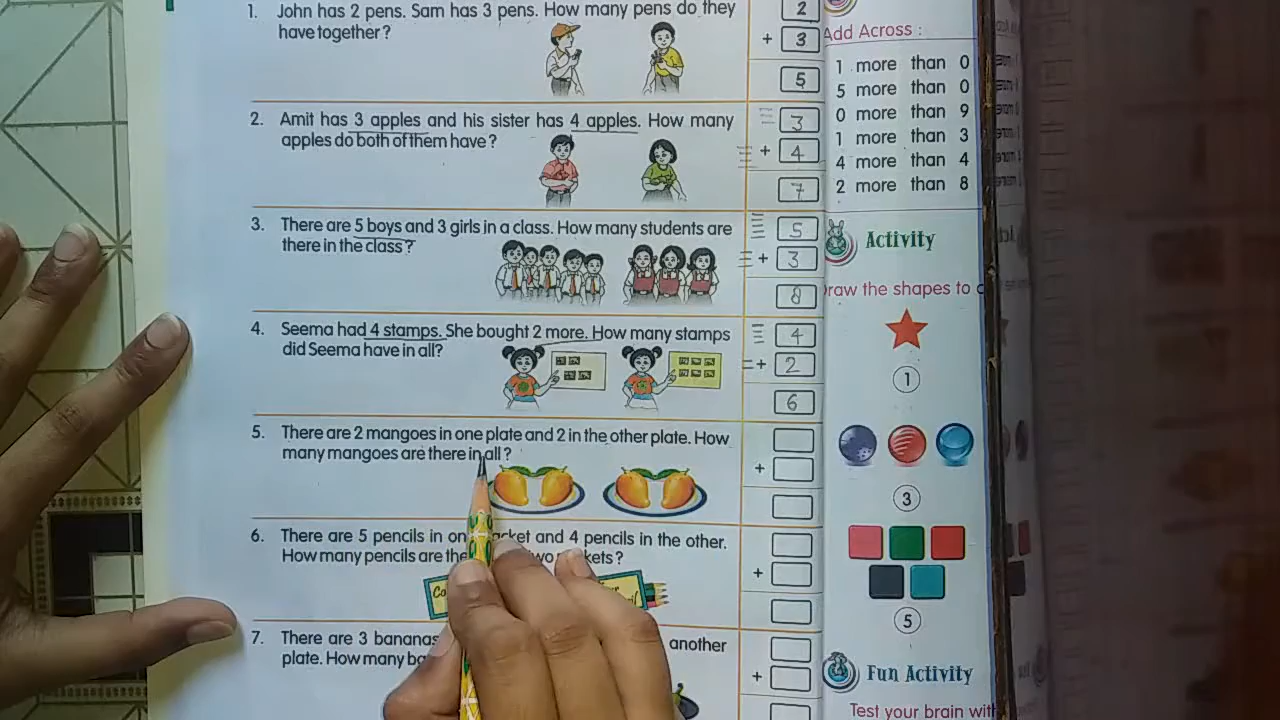 1. John has 2 pens. Sam has 3 pens. How many pens do they
have together?
2
+ 3
5
2. Amit has 3 apples and his sister has 4 apples. How many
apples do both of them have?
3
+ 4
7
3. There are 5 boys and 3 girls in a class. How many students are
there in the class?
5
+ 3
8
4. Seema had 4 stamps. She bought 2 more. How many stamps
did Seema have in all?
4
+ 2
6
5. There are 2 mangoes in one plate and 2 in the other plate. How
many mangoes are there in all?
+
6. There are 5 pencils in and 4 pencils in the other.
How many pencils are two
+
7. There are 3 bananas another
plate. How many
+
Add Across :
1 more than 0
5 more than 0
0 more than 9
1 more than 3
4 more than 4
2 more than 8
Activity
the shapes to
1
3
5
Fun Activity
Test your brain